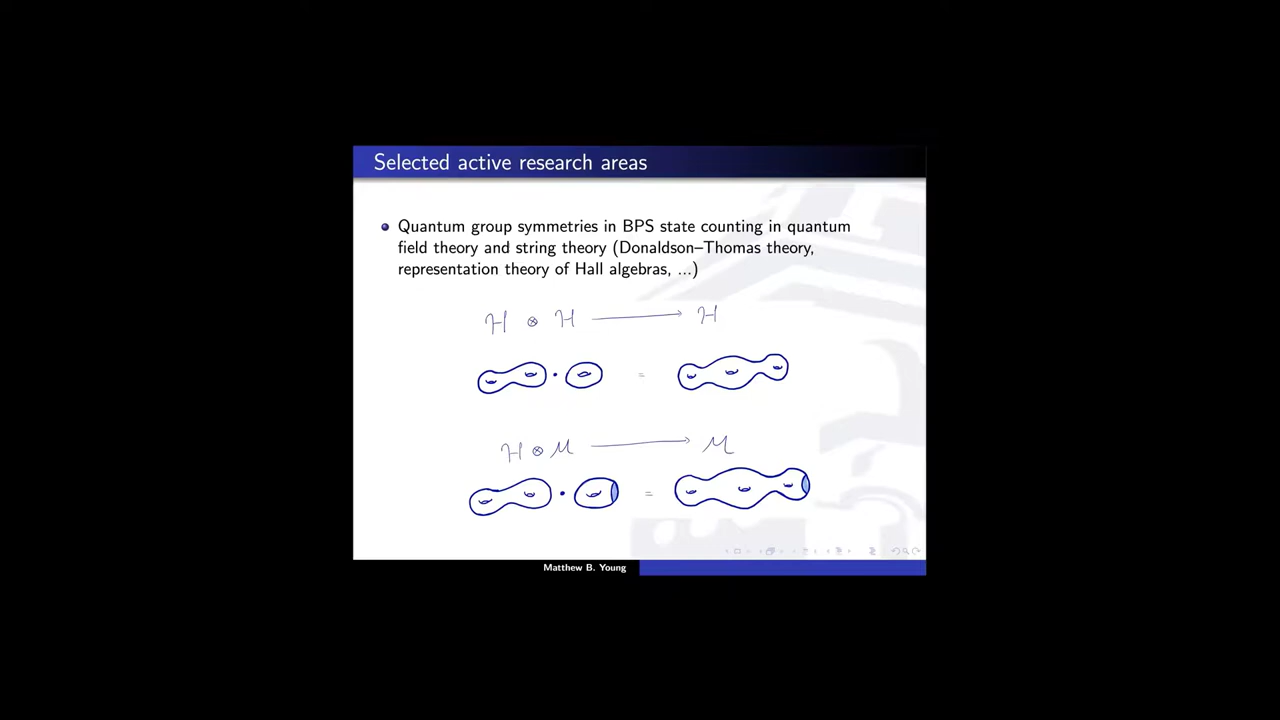 Selected active research areas
Quantum group symmetries in BPS state counting in quantum
field theory and string theory (Donaldson–Thomas theory,
representation theory of Hall algebras, ...)
H ⊗ H ⟶ H
· =
H ⊗ M ⟶ M
· =
Matthew B. Young